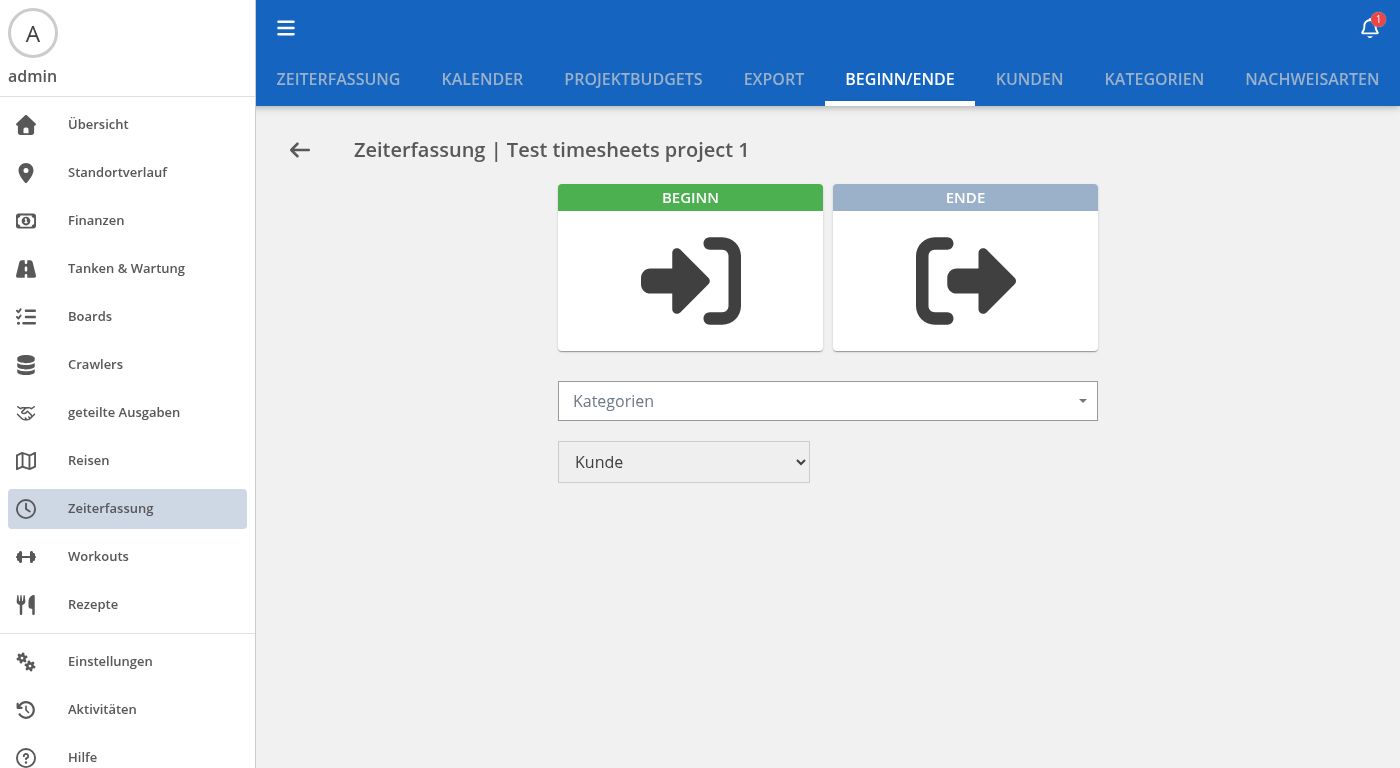 A
admin
Übersicht
Standortverlauf
Finanzen
Tanken & Wartung
Boards
Crawlers
geteilte Ausgaben
Reisen
Zeiterfassung
Workouts
Rezepte
Einstellungen
Aktivitäten
Hilfe
1
ZEITERFASSUNG KALENDER PROJEKTBUDGETS EXPORT BEGINN/ENDE KUNDEN KATEGORIEN NACHWEISARTEN
Zeiterfassung | Test timesheets project 1
BEGINN ENDE
Kategorien
Kunde